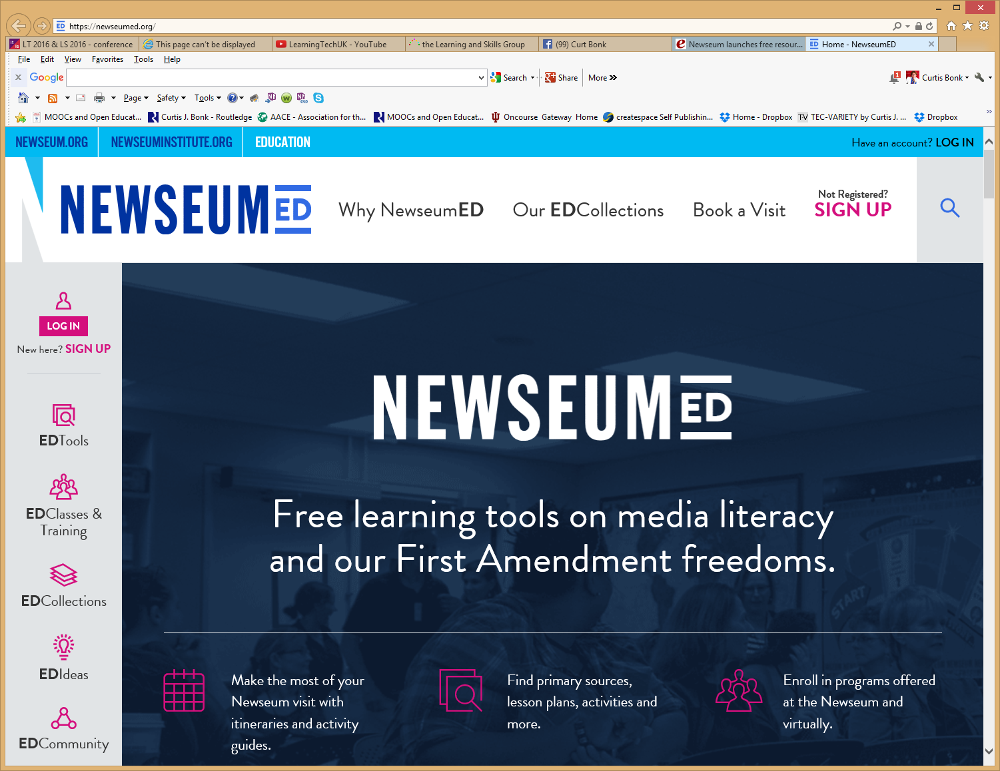 ED https://newseumed.org/
LT 2016 & LS 2016 - conference
This page can't be displayed
LearningTechUK - YouTube
the Learning and Skills Group
(99) Curt Bonk
Newseum launches free resour...
ED Home - NewseumED
File Edit View Favorites Tools Help
x Google Search Share More »
1 Curtis Bonk
Page Safety Tools
MOOCs and Open Educat... Curtis J. Bonk - Routledge AACE - Association for th... MOOCs and Open Educat... Oncourse Gateway Home createspace Self Publishin... Home - Dropbox TV TEC-VARIETY by Curtis J. ... Dropbox »
NEWSEUM.ORG NEWSEUMINSTITUTE.ORG EDUCATION Have an account? LOG IN
NEWSEUM ED
Why NewseumED Our EDCollections Book a Visit
Not Registered?
SIGN UP
LOG IN
New here? SIGN UP
EDTools
EDClasses &
Training
EDCollections
EDIdeas
EDCommunity
NEWSEUM ED
Free learning tools on media literacy
and our First Amendment freedoms.
START
Make the most of your
Newseum visit with
itineraries and activity
guides.
Find primary sources,
lesson plans, activities and
more.
Enroll in programs offered
at the Newseum and
virtually.